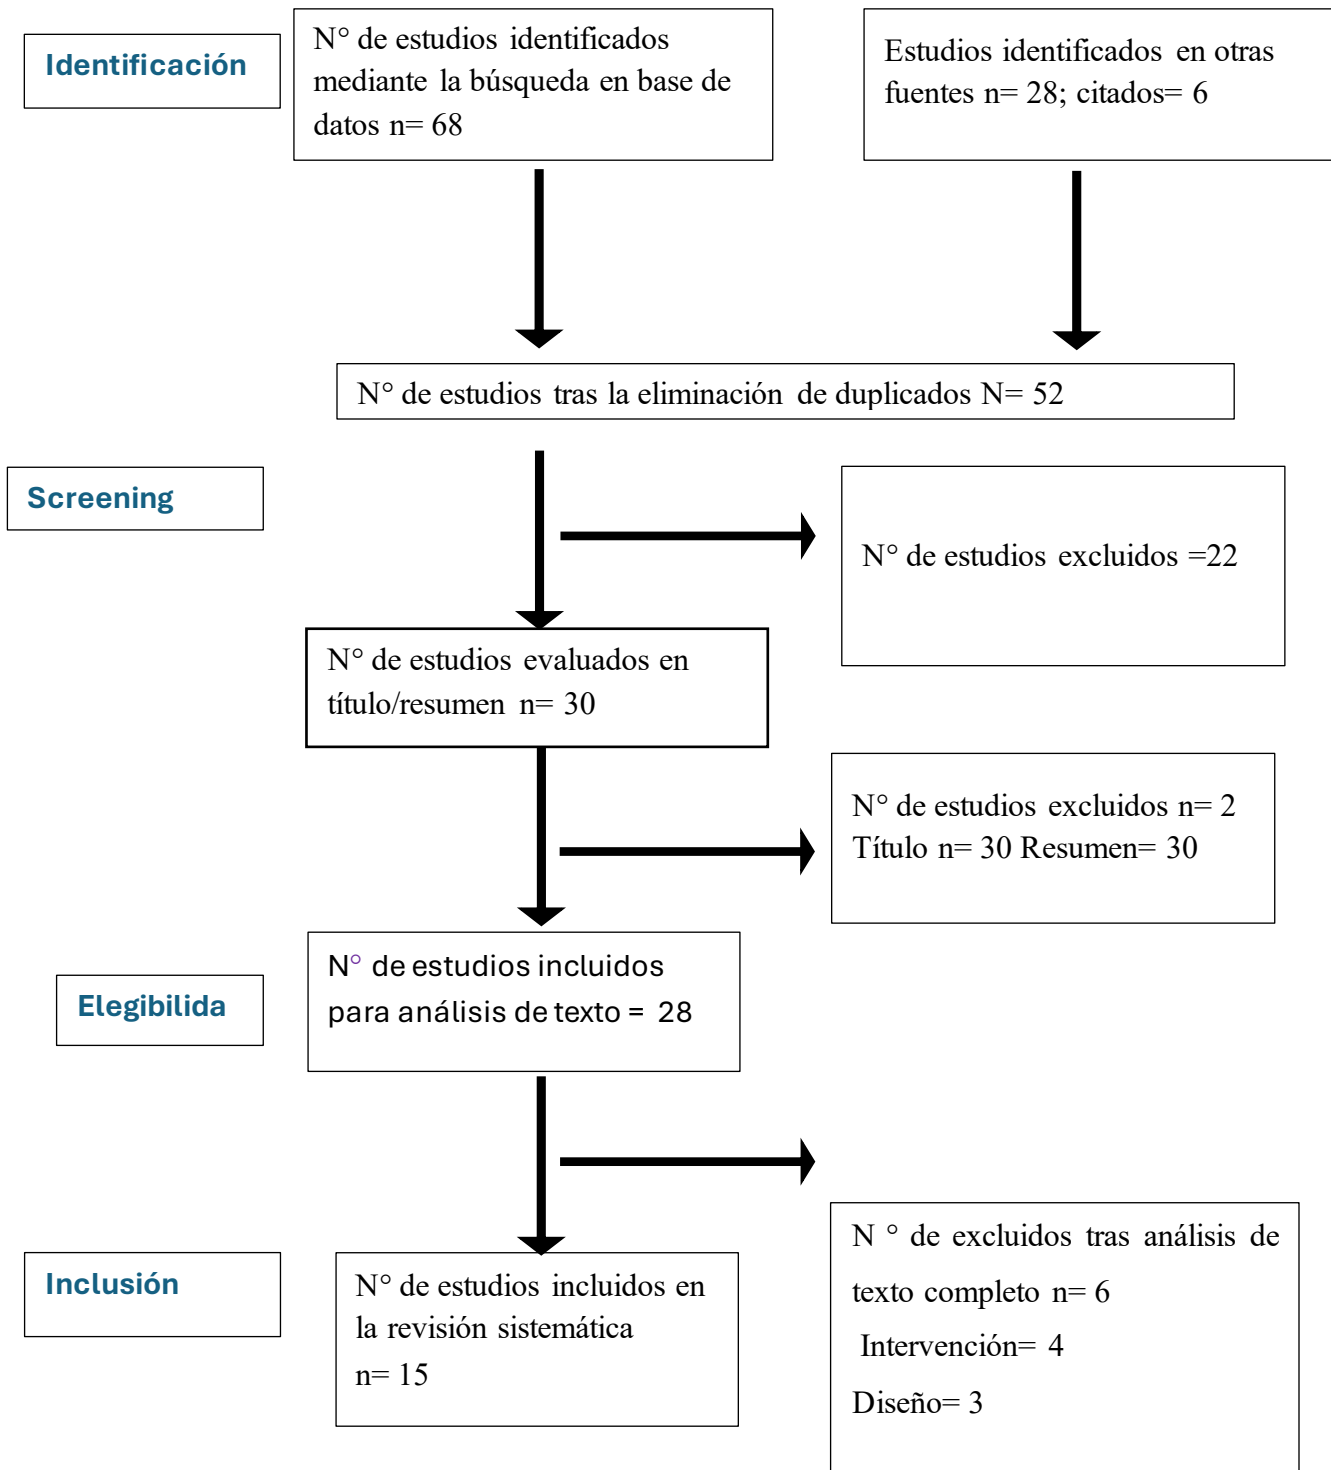 Identificación
N° de estudios identificados
mediante la búsqueda en base de
datos n= 68
Estudios identificados en otras
fuentes n= 28; citados= 6
N° de estudios tras la eliminación de duplicados N= 52
Screening
N° de estudios excluidos =22
N° de estudios evaluados en
título/resumen n= 30
N° de estudios excluidos n= 2
Título n= 30 Resumen= 30
Elegibilida
N° de estudios incluidos
para análisis de texto = 28
Inclusión
N° de estudios incluidos en
la revisión sistemática
n= 15
N ° de excluidos tras análisis de
texto completo n= 6
Intervención= 4
Diseño= 3